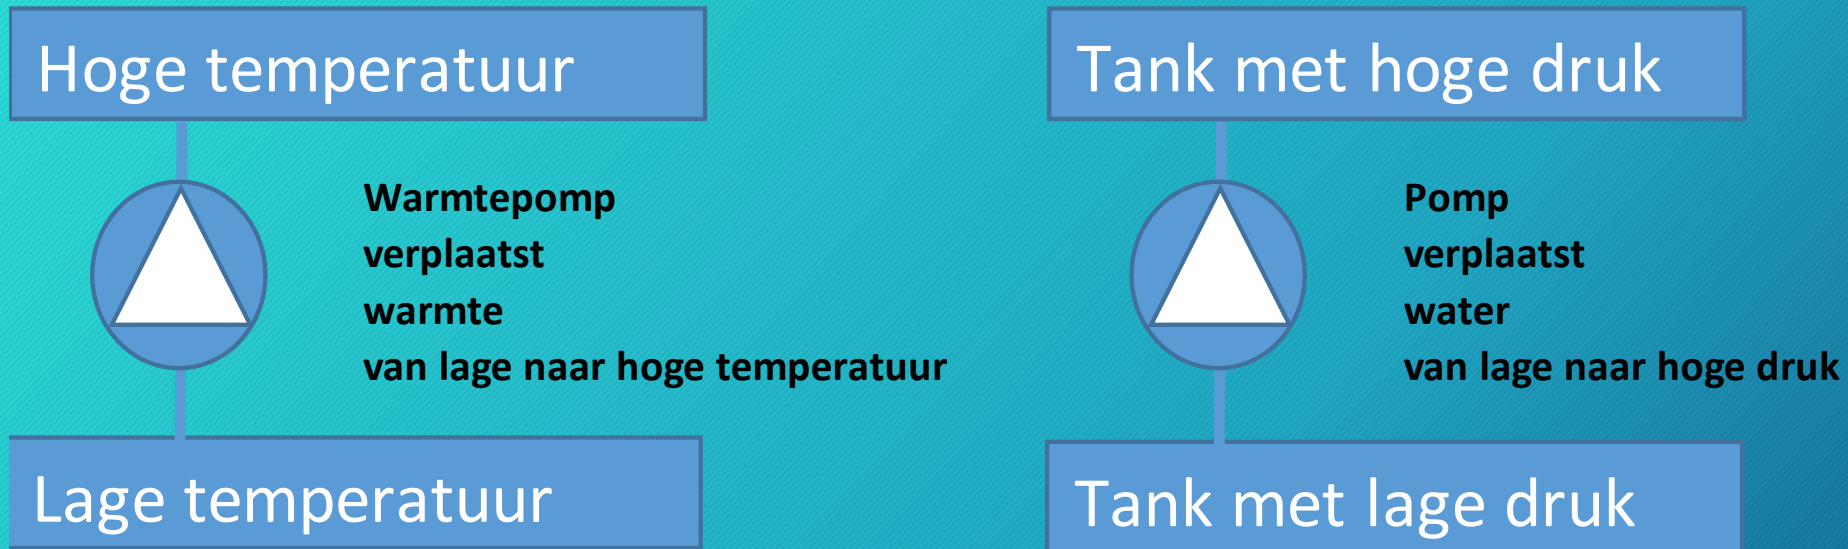 Hoge temperatuur
Warmtepomp
verplaatst
warmte
van lage naar hoge temperatuur
Lage temperatuur
Tank met hoge druk
Pomp
verplaatst
water
van lage naar hoge druk
Tank met lage druk